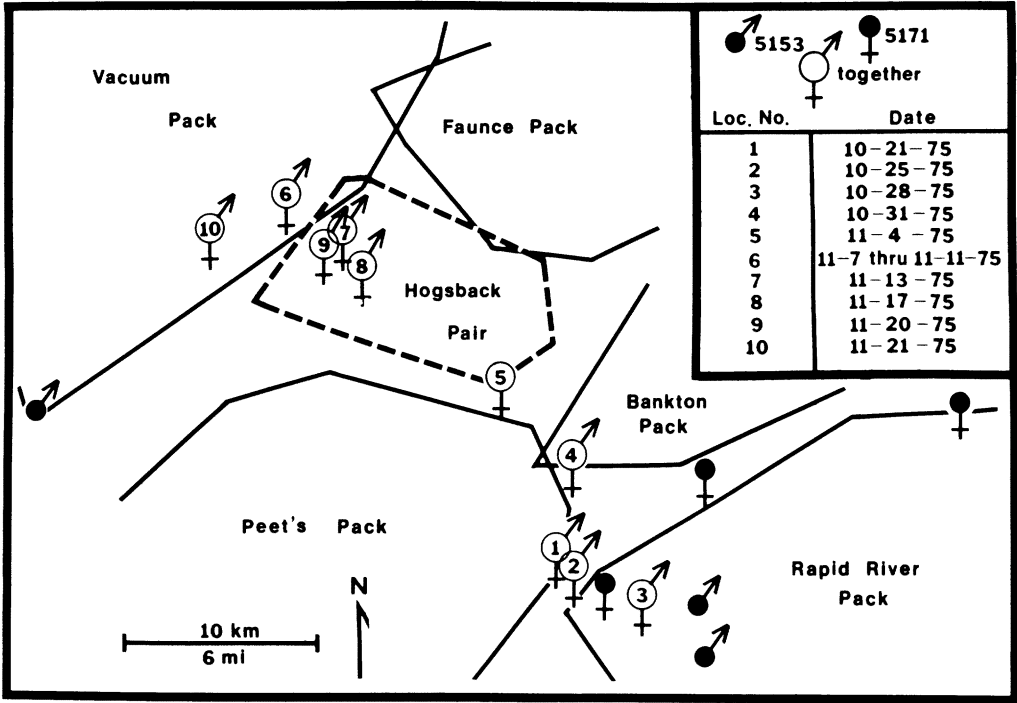 Vacuum
Pack
Faunce Pack
Hogsback
Pair
Bankton
Pack
Peet's Pack
Rapid River
Pack
6
10
7
9
8
5
4
1
2
3
N
10 km
6 mi
5153
5171
together
Loc. No. Date
1 10-21-75
2 10-25-75
3 10-28-75
4 10-31-75
5 11-4-75
6 11-7 thru 11-11-75
7 11-13-75
8 11-17-75
9 11-20-75
10 11-21-75